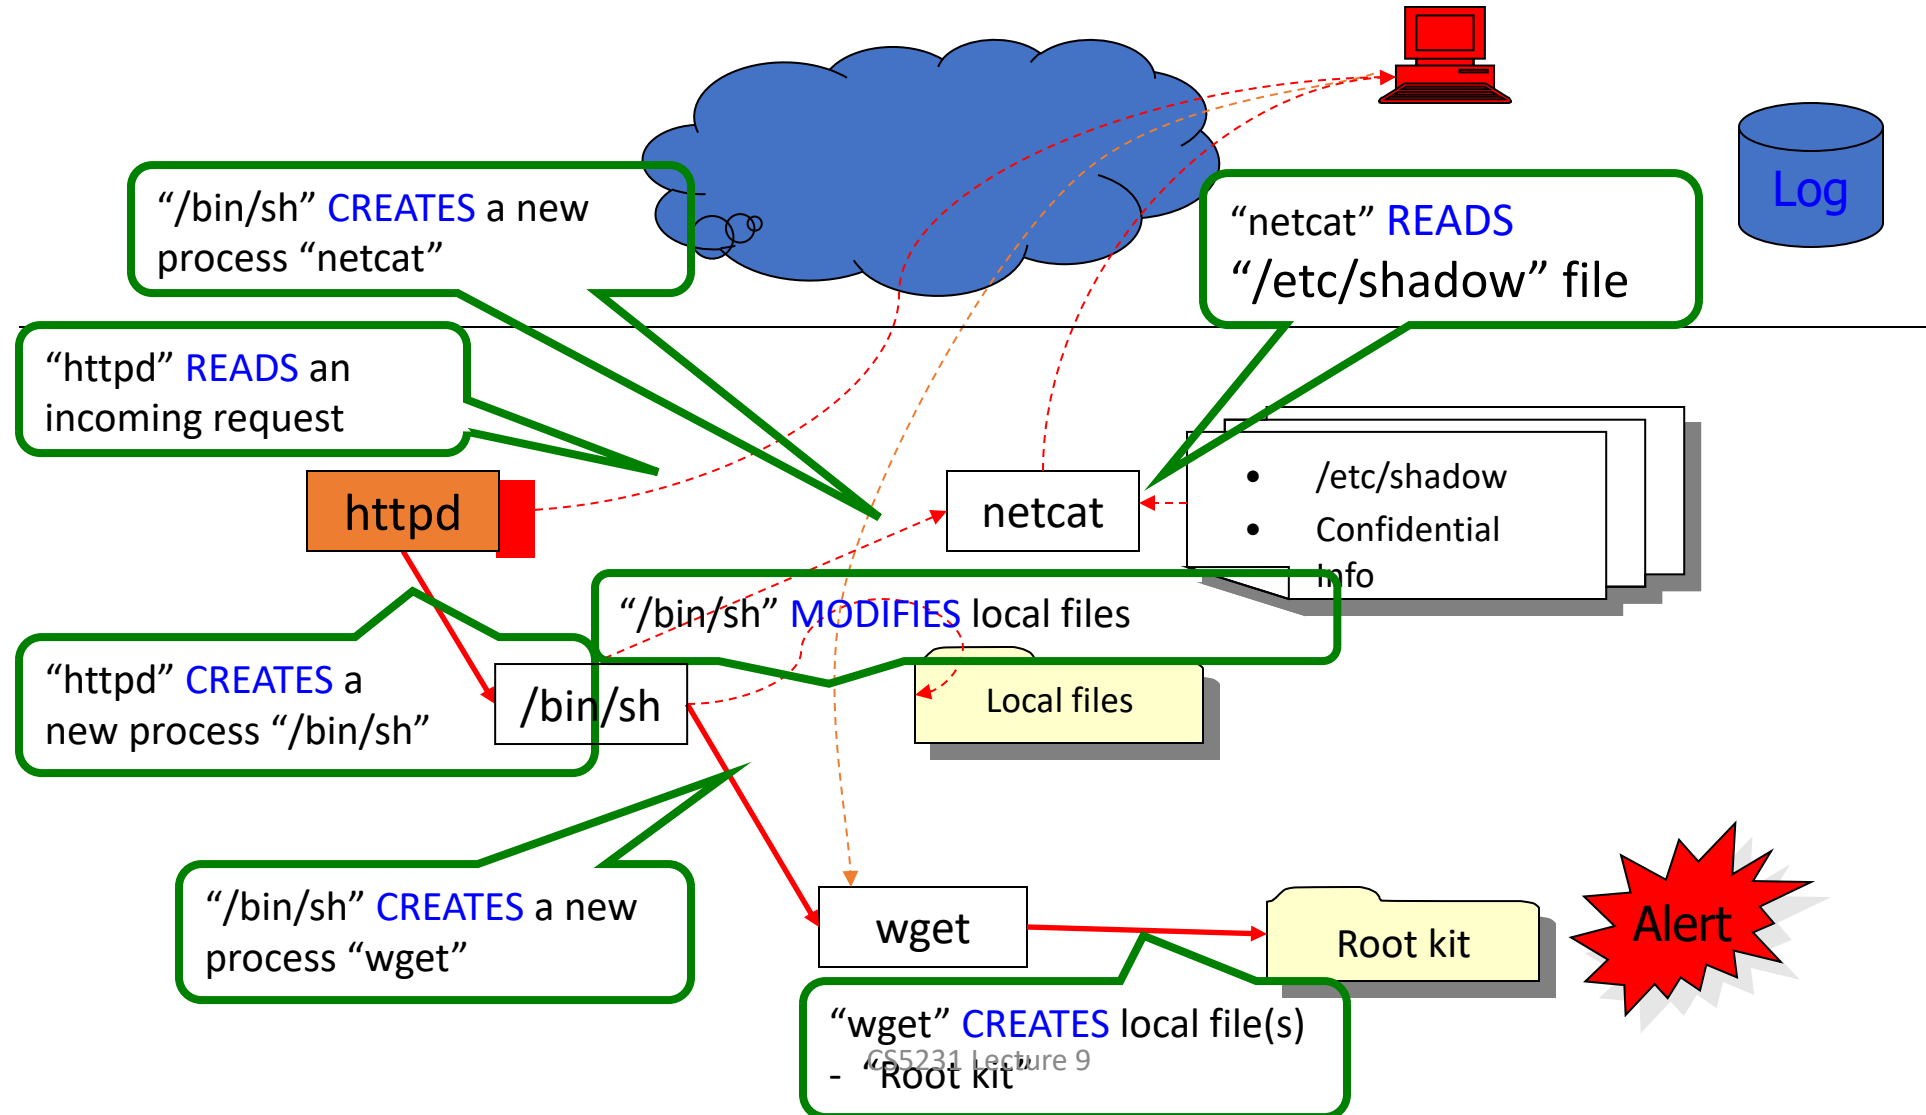 “/bin/sh” CREATES a new
process “netcat”
“netcat” READS
“/etc/shadow” file
Log
“httpd” READS an
incoming request
httpd
netcat
• /etc/shadow
• Confidential
Info
“/bin/sh” MODIFIES local files
“httpd” CREATES a
new process “/bin/sh”
/bin/sh
Local files
“/bin/sh” CREATES a new
process “wget”
wget
Root kit
Alert
“wget” CREATES local file(s)
- “Root kit”
CS5231 Lecture 9